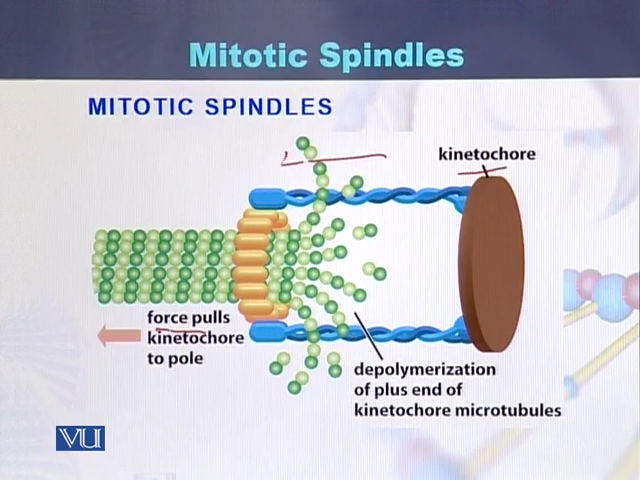 Mitotic Spindles
MITOTIC SPINDLES
kinetochore
force pulls
kinetochore
to pole
depolymerization
of plus end of
kinetochore microtubules
VU